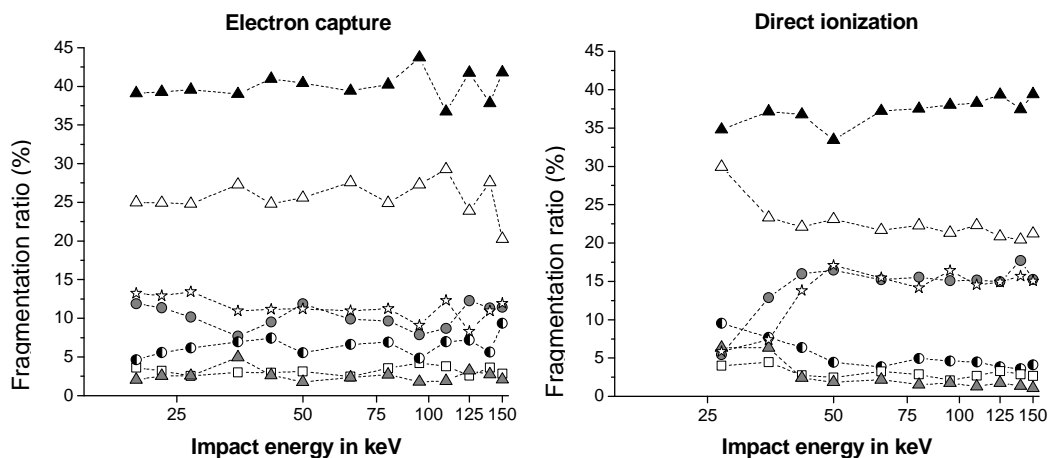 Electron capture
Fragmentation ratio (%)
45
40
35
30
25
20
15
10
5
0
25 50 75 100 125 150
Impact energy in keV
Direct ionization
Fragmentation ratio (%)
45
40
35
30
25
20
15
10
5
0
25 50 75 100 125 150
Impact energy in keV